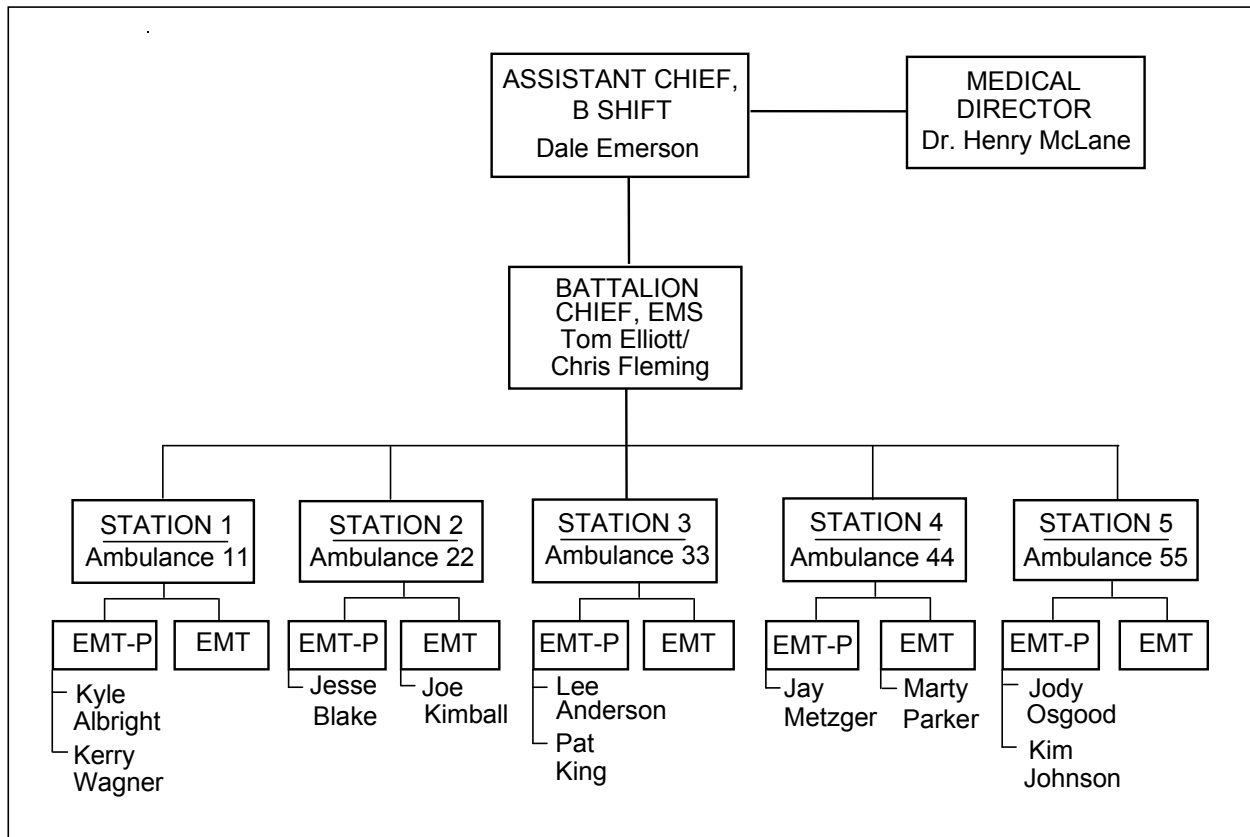 ASSISTANT CHIEF,
B SHIFT
Dale Emerson
MEDICAL
DIRECTOR
Dr. Henry McLane
BATTALION
CHIEF, EMS
Tom Elliott/
Chris Fleming
STATION 1
Ambulance 11
STATION 2
Ambulance 22
STATION 3
Ambulance 33
STATION 4
Ambulance 44
STATION 5
Ambulance 55
EMT-P
EMT
EMT-P
EMT
EMT-P
EMT
EMT-P
EMT
EMT-P
EMT
Kyle
Albright
Kerry
Wagner
Jesse
Blake
Joe
Kimball
Lee
Anderson
Pat
King
Jay
Metzger
Marty
Parker
Jody
Osgood
Kim
Johnson